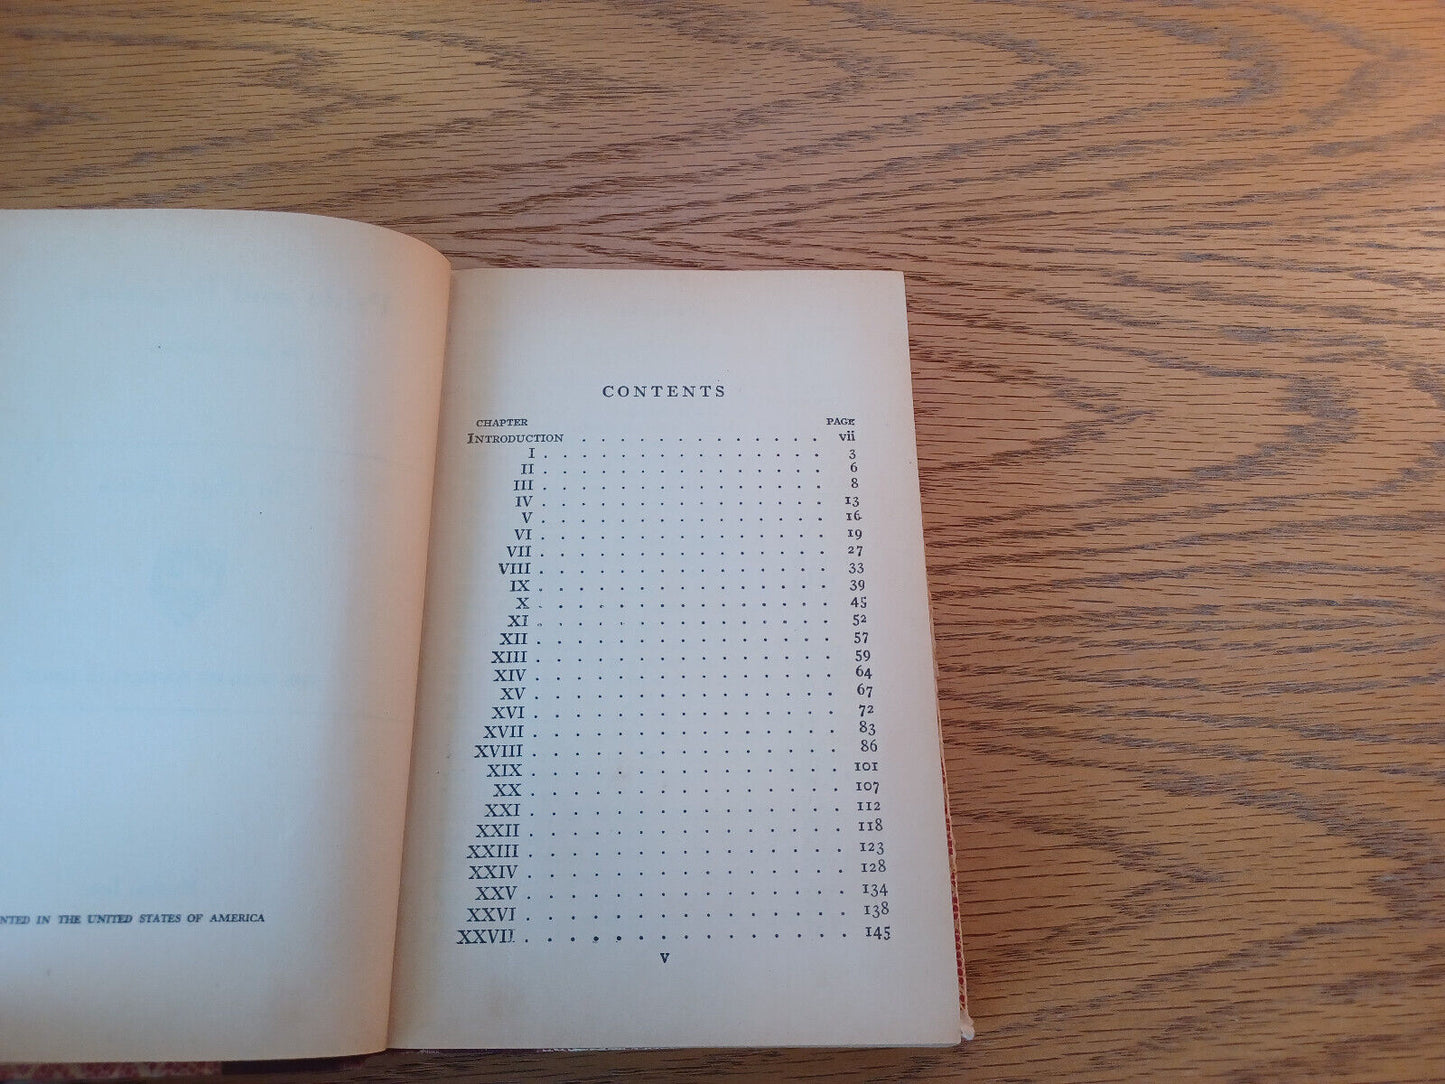 NTED IN THE UNITED STATES OF AMERICA
CONTENTS
CHAPTER PAGE
INTRODUCTION . . . . . . . . . . . . . vii
I . . . . . . . . . . . . . . . 3
II . . . . . . . . . . . . . . . 6
III . . . . . . . . . . . . . . . 8
IV . . . . . . . . . . . . . . . 13
V . . . . . . . . . . . . . . . 16
VI . . . . . . . . . . . . . . . 19
VII . . . . . . . . . . . . . . . 27
VIII . . . . . . . . . . . . . . . 33
IX . . . . . . . . . . . . . . . 39
X . . . . . . . . . . . . . . . 45
XI . . . . . . . . . . . . . . . 52
XII . . . . . . . . . . . . . . . 57
XIII . . . . . . . . . . . . . . . 59
XIV . . . . . . . . . . . . . . . 64
XV . . . . . . . . . . . . . . . 67
XVI . . . . . . . . . . . . . . . 72
XVII . . . . . . . . . . . . . . . 83
XVIII . . . . . . . . . . . . . . . 86
XIX . . . . . . . . . . . . . . . 101
XX . . . . . . . . . . . . . . . 107
XXI . . . . . . . . . . . . . . . 112
XXII . . . . . . . . . . . . . . . 118
XXIII . . . . . . . . . . . . . . . 123
XXIV . . . . . . . . . . . . . . . 128
XXV . . . . . . . . . . . . . . . 134
XXVI . . . . . . . . . . . . . . . 138
XXVII . . . . . . . . . . . . . . . 145
v